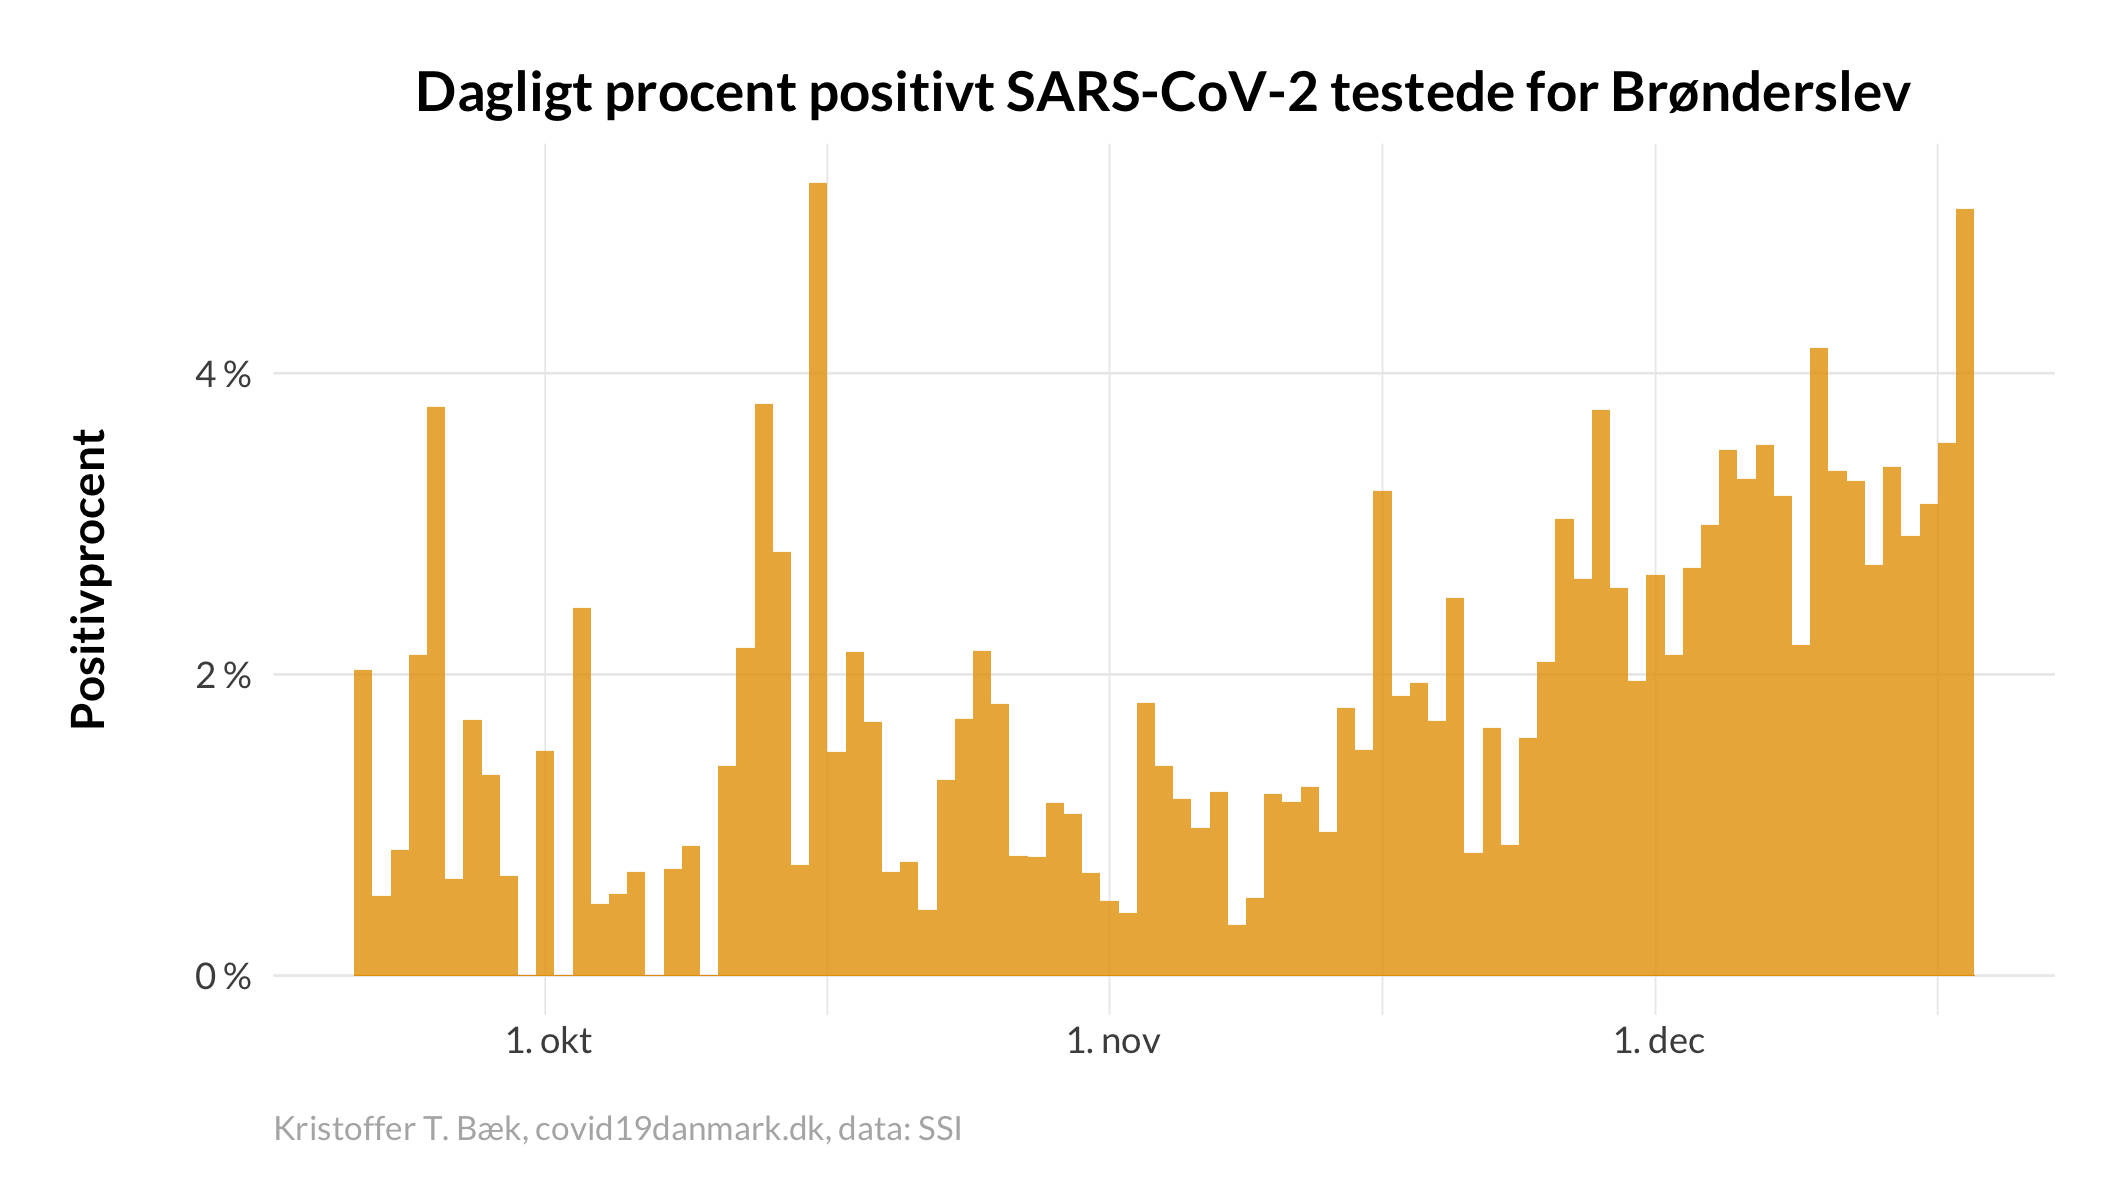 Dagligt procent positivt SARS-CoV-2 testede for Brønderslev
Positivprocent
4 %
2 %
0 %
1. okt
1. nov
1. dec
Kristoffer T. Bæk, covid19danmark.dk, data: SSI